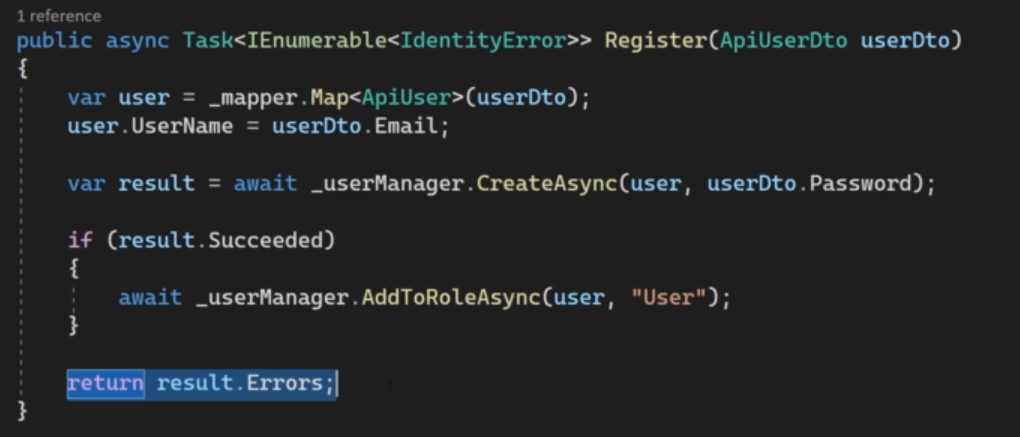 1 reference
public async Task<IEnumerable<IdentityError>> Register(ApiUserDto userDto)
{
var user = _mapper.Map<ApiUser>(userDto);
user.UserName = userDto.Email;
var result = await _userManager.CreateAsync(user, userDto.Password);
if (result.Succeeded)
{
await _userManager.AddToRoleAsync(user, "User");
}
return result.Errors;
}